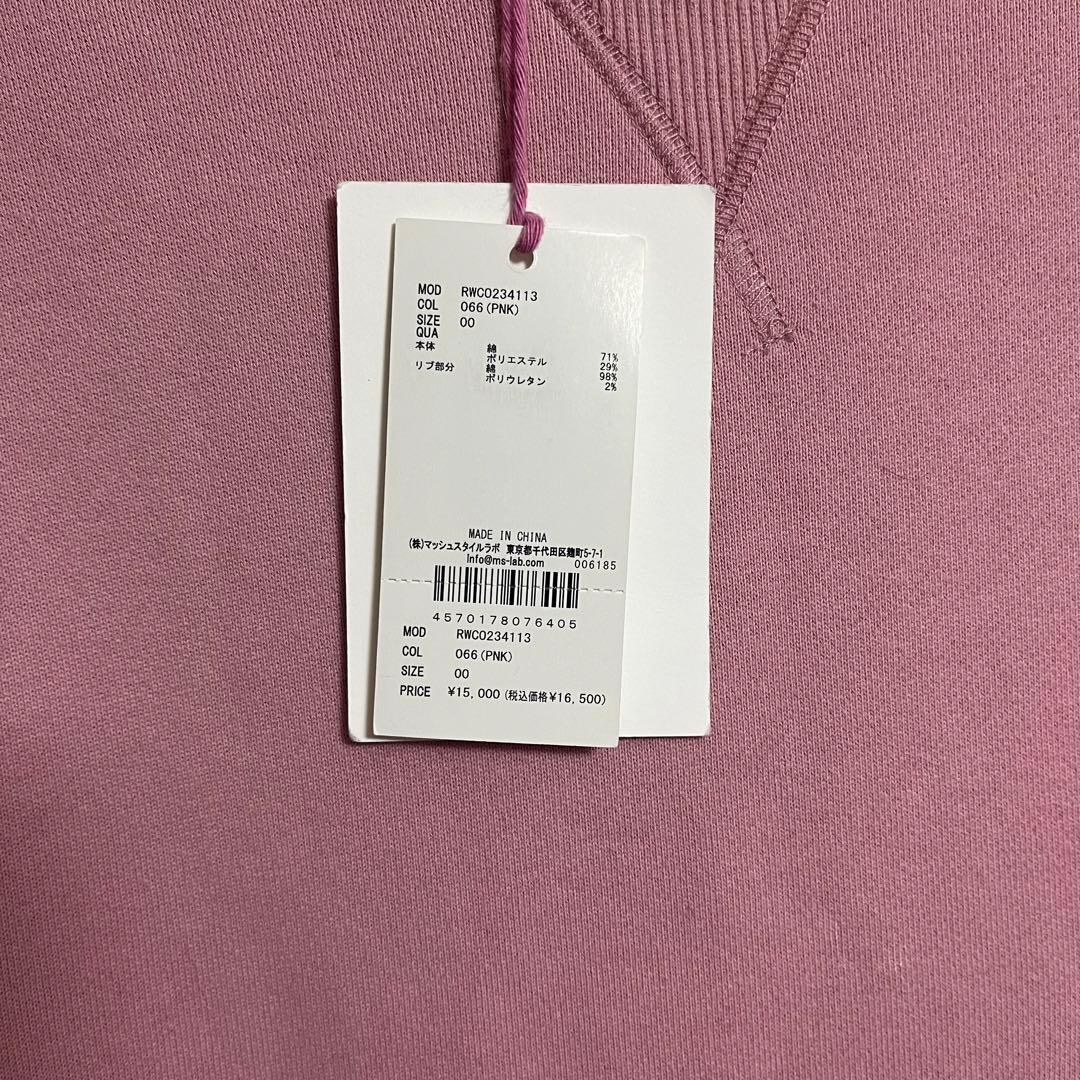 MOD RWC0234113
COL 066(PNK)
SIZE 00
QUA
本体 綿 71%
ポリエステル 29%
リブ部分 綿 98%
ポリウレタン 2%
MADE IN CHINA
(株)マッシュスタイルラボ 東京都千代田区麹町5-7-1
Info@ms-lab.com 006185
4570178076405
MOD RWC0234113
COL 066(PNK)
SIZE 00
PRICE ¥15,000(税込価格¥16,500)